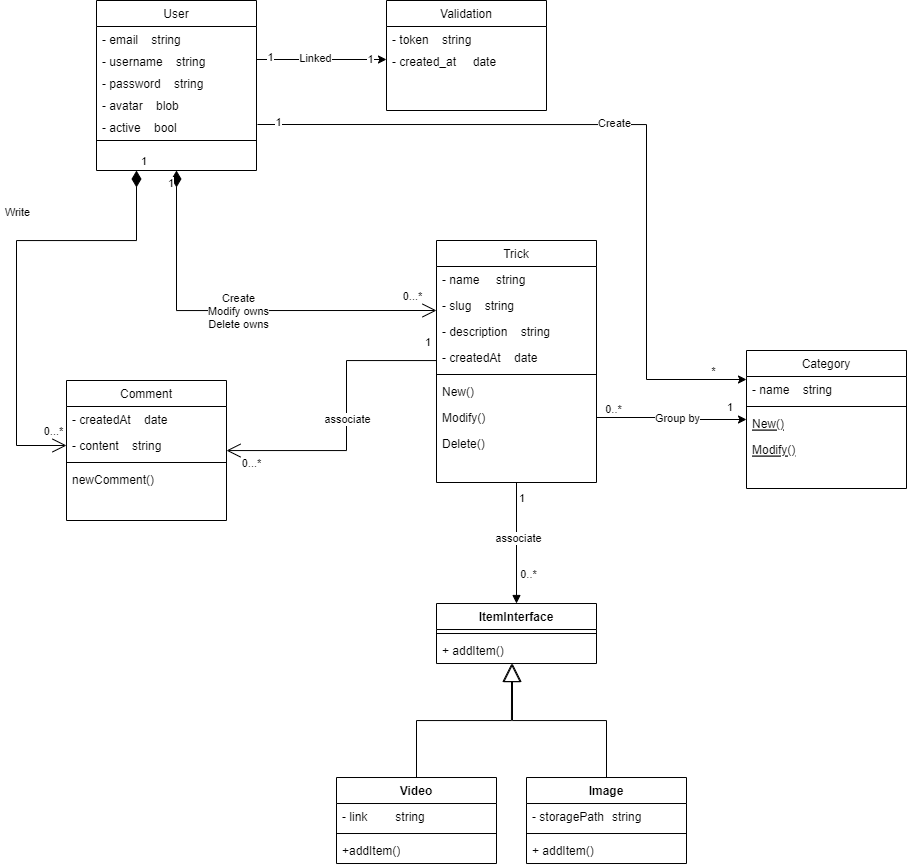 User
- email string
- username string
- password string
- avatar blob
- active bool
Validation
- token string
- created_at date
1 Linked 1
1 Create
1
1
Write
Create
Modify owns
Delete owns
0...*
Trick
- name string
- slug string
- description string
- createdAt date
New()
Modify()
Delete()
1
associate
0...*
0...*
Comment
- createdAt date
- content string
newComment()
*
Category
- name string
New()
Modify()
0..* Group by 1
1
associate
0..*
ItemInterface
+ addItem()
Video
- link string
+addItem()
Image
- storagePath string
+ addItem()